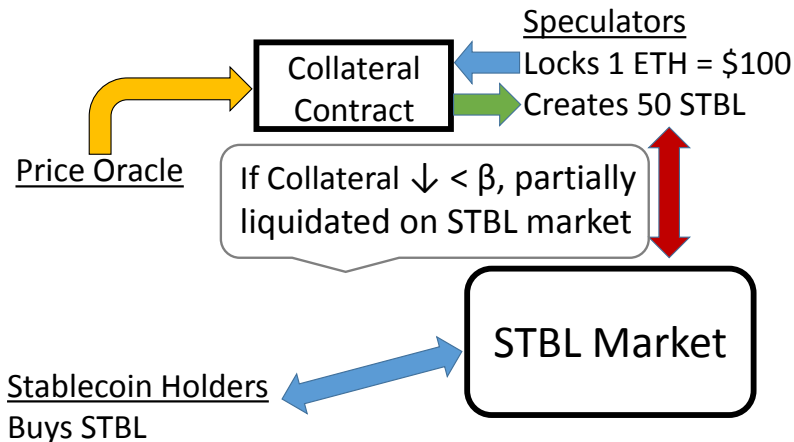 Speculators
Locks 1 ETH = $100
Creates 50 STBL
Collateral
Contract
Price Oracle
If Collateral ↓ < β, partially
liquidated on STBL market
STBL Market
Stablecoin Holders
Buys STBL